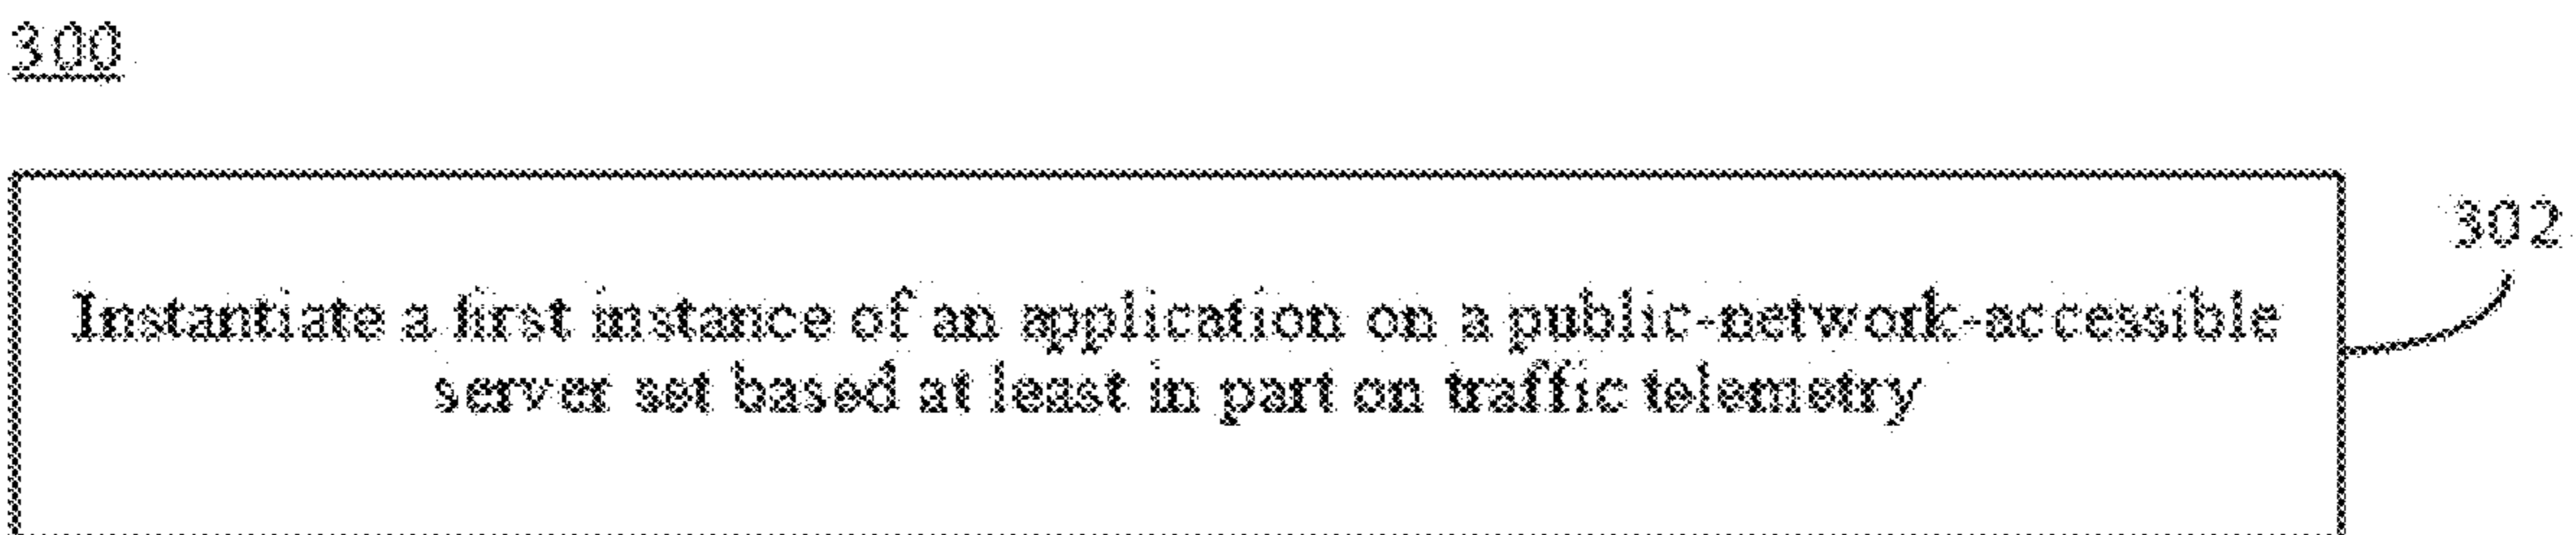 300
302
Instantiate a first instance of an application on a public-network-accessible
server set based at least in part on traffic telemetry